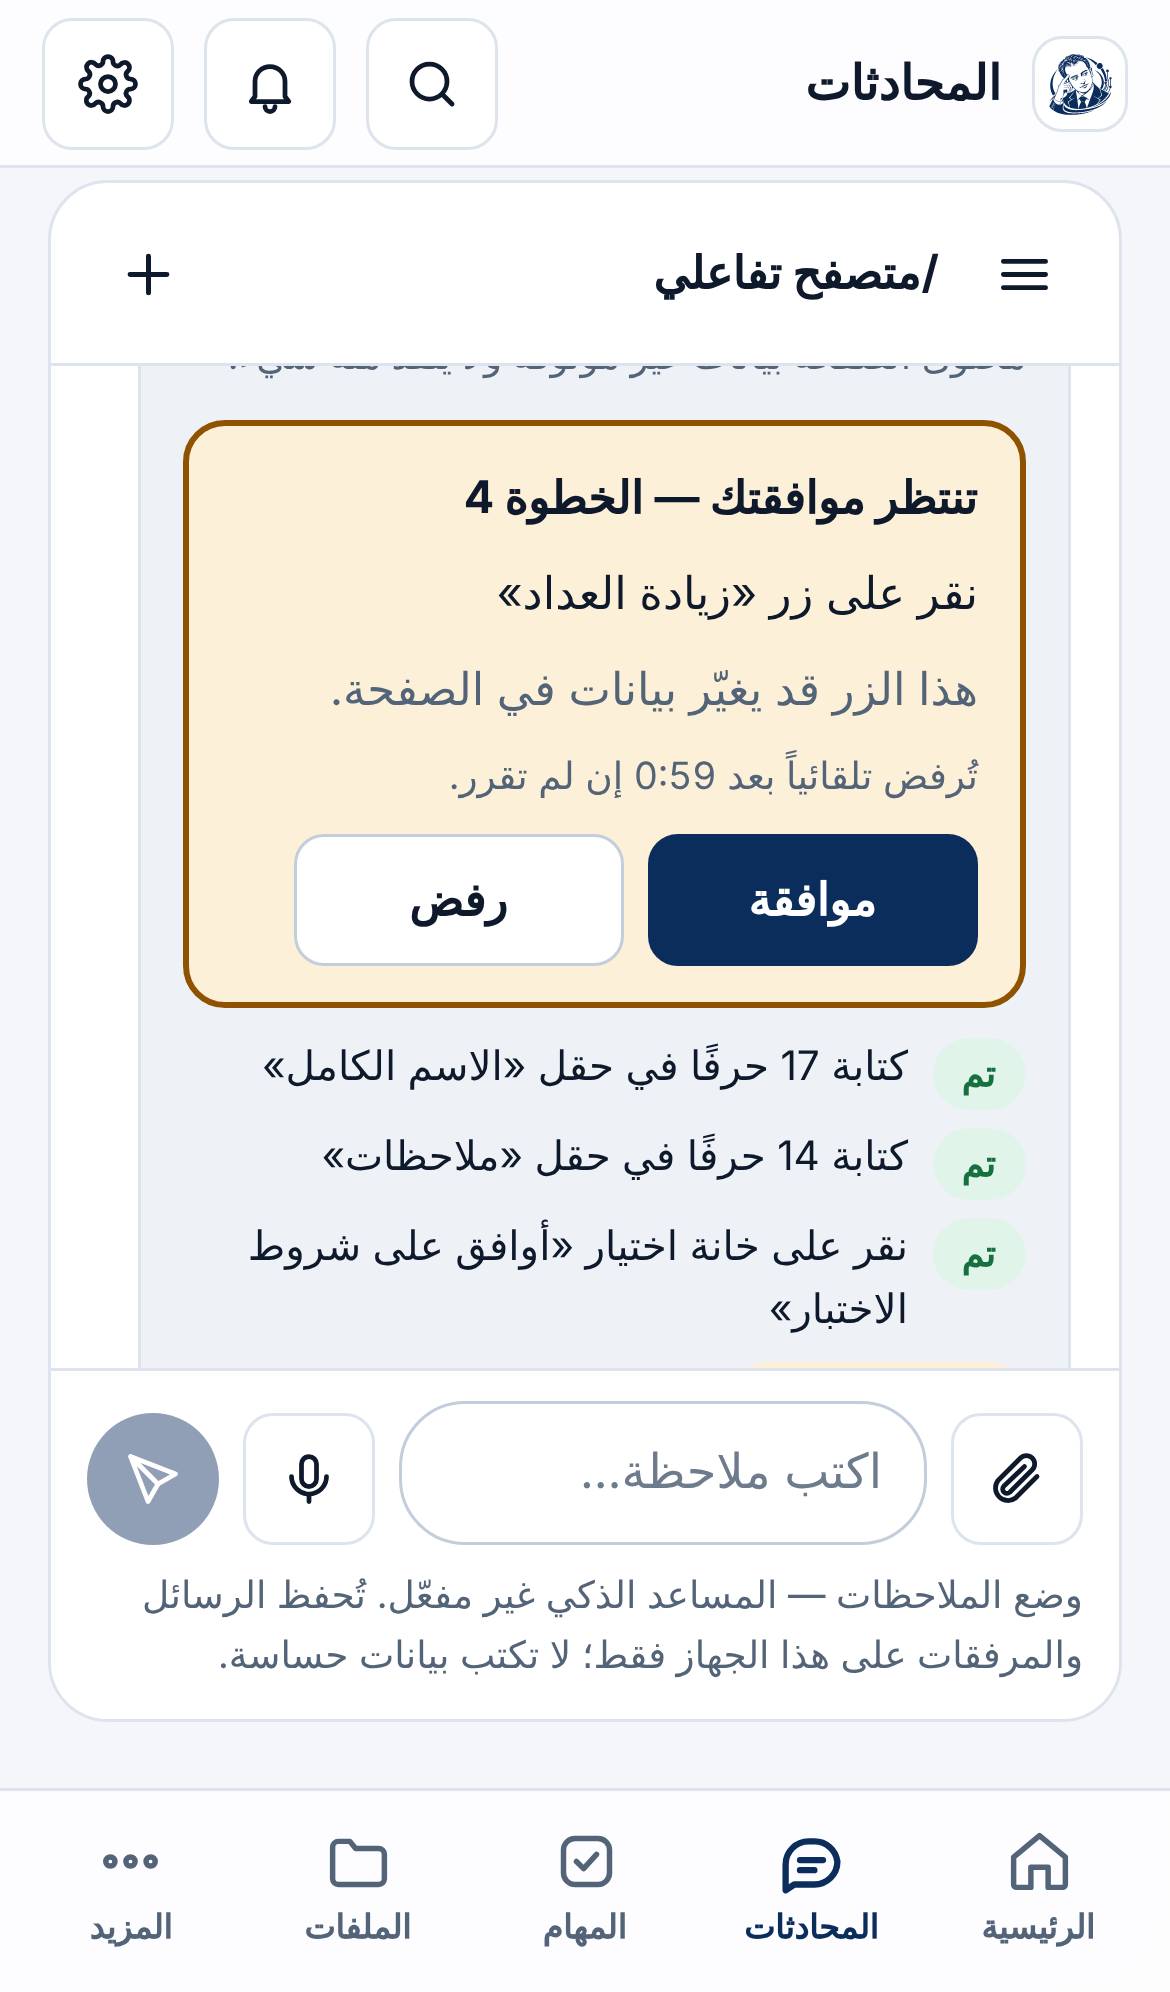 المحادثات
/متصفح تفاعلي
تنتظر موافقتك — الخطوة 4
نقر على زر «زيادة العداد»
هذا الزر قد يغيّر بيانات في الصفحة.
تُرفض تلقائياً بعد 0:59 إن لم تقرر.
موافقة
رفض
تم كتابة 17 حرفًا في حقل «الاسم الكامل»
تم كتابة 14 حرفًا في حقل «ملاحظات»
تم نقر على خانة اختيار «أوافق على شروط
الاختبار»
اكتب ملاحظة...
وضع الملاحظات — المساعد الذكي غير مفعّل. تُحفظ الرسائل
والمرفقات على هذا الجهاز فقط؛ لا تكتب بيانات حساسة.
الرئيسية
المحادثات
المهام
الملفات
المزيد